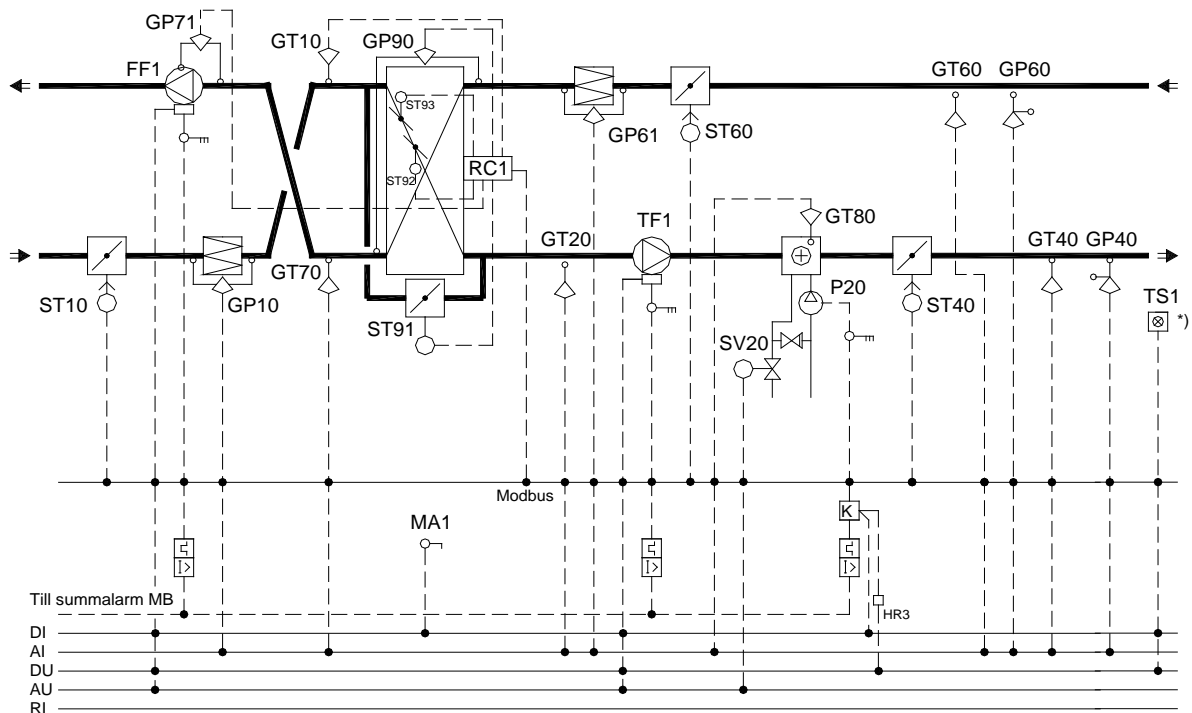 GP71
GT10
GP90
FF1
GT60
GP60
ST93
GP61
ST60
RC1
ST92
TF1
GT80
GT20
GT40
GP40
GT70
ST10
GP10
P20
ST40
TS1
*)
ST91
SV20
Modbus
K
MA1
Till summalarm MB
HR3
DI
AI
DU
AU
RI